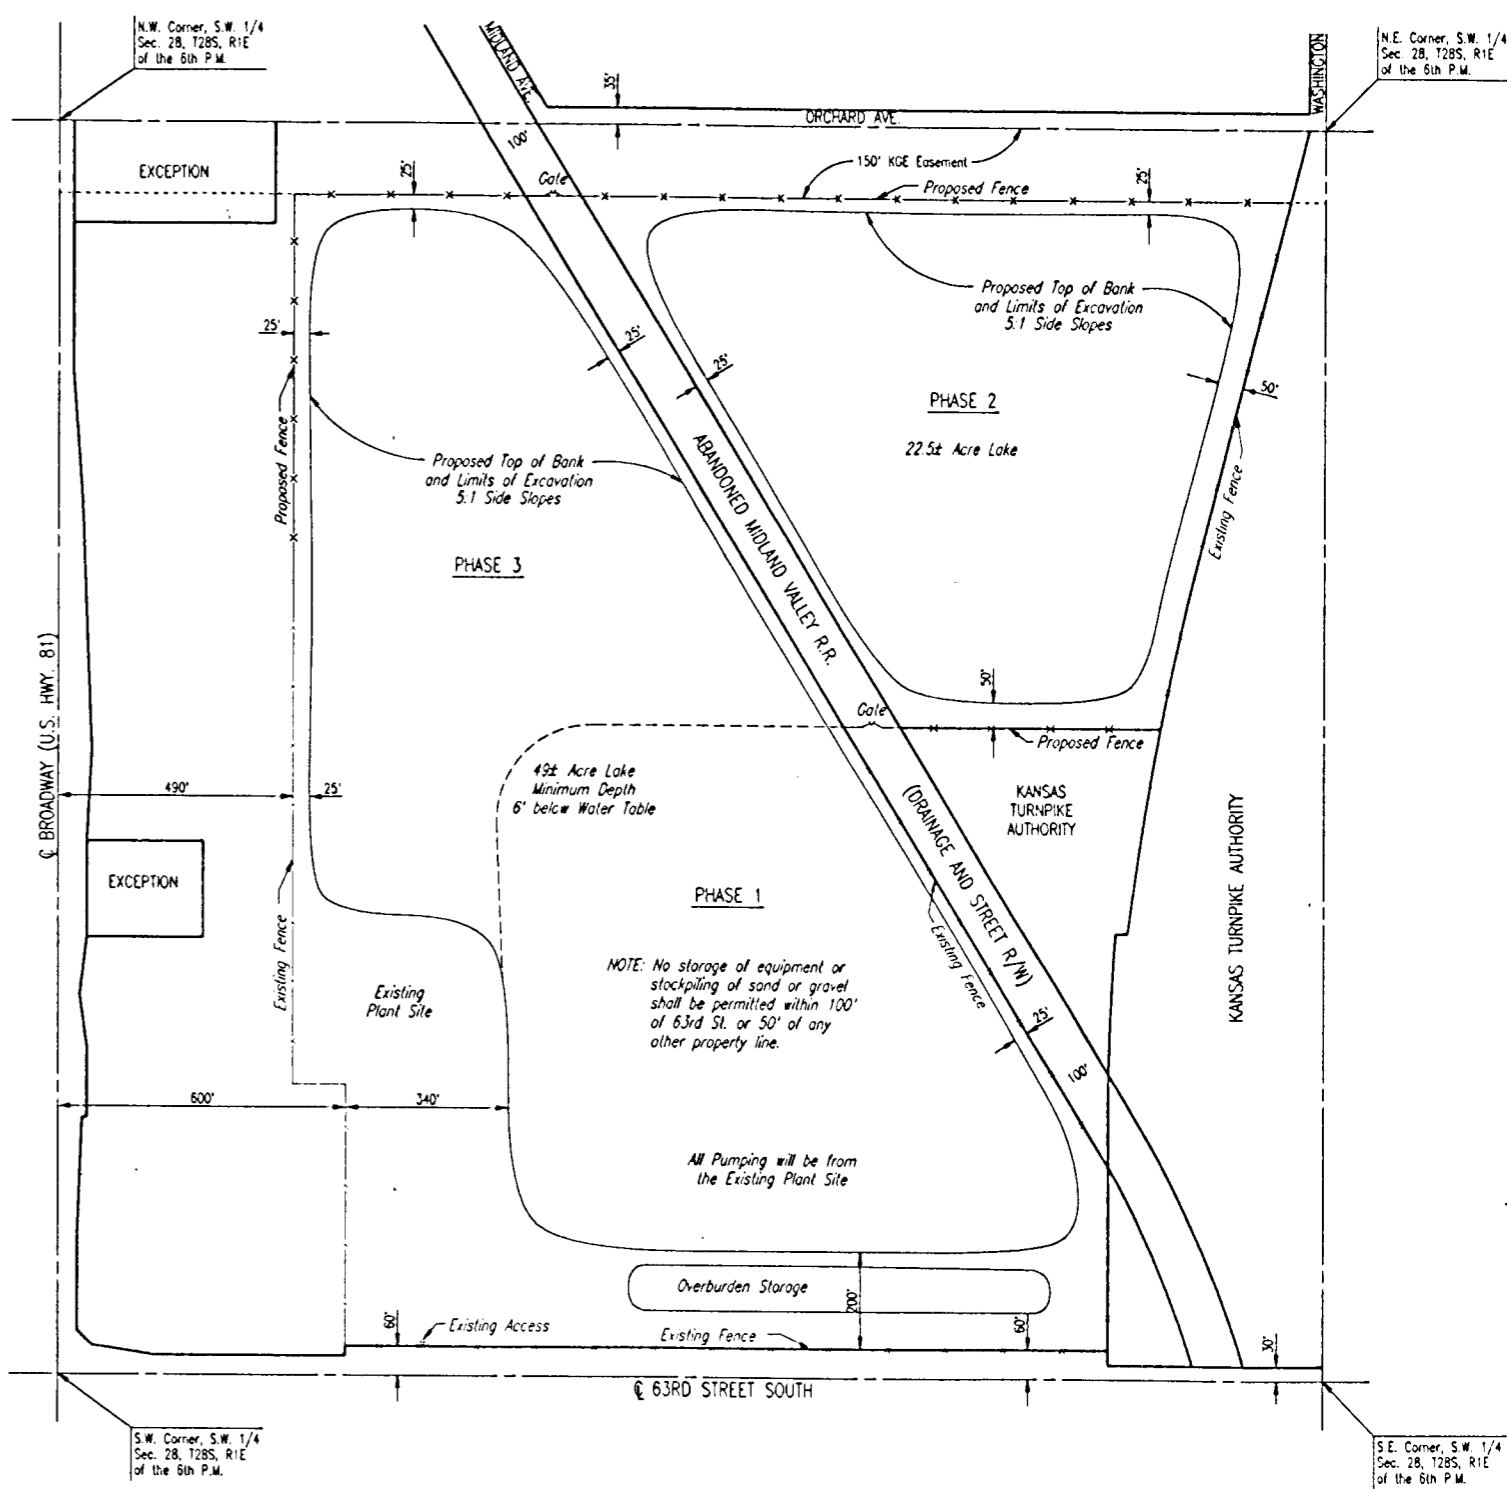 N.W. Corner, S.W. 1/4
Sec. 28, T28S, R1E
of the 6th P.M.
MIDLAND AVE.
WASHINGTON
N.E. Corner, S.W. 1/4
Sec. 28, T28S, R1E
of the 6th P.M.
35'
ORCHARD AVE.
100'
EXCEPTION
25'
Gate
150' KGE Easement
Proposed Fence
25'
Proposed Top of Bank
and Limits of Excavation
5:1 Side Slopes
25'
25'
25'
PHASE 2
50'
22.5± Acre Lake
Proposed Fence
Proposed Top of Bank
and Limits of Excavation
5:1 Side Slopes
ABANDONED MIDLAND VALLEY R.R.
Existing Fence
PHASE 3
℄ BROADWAY (U.S. HWY. 81)
50'
Gate
Proposed Fence
490'
25'
49± Acre Lake
Minimum Depth
6' below Water Table
KANSAS
TURNPIKE
AUTHORITY
(DRAINAGE AND STREET R/W)
KANSAS TURNPIKE AUTHORITY
EXCEPTION
PHASE 1
Existing Fence
Existing Fence
NOTE: No storage of equipment or
stockpiling of sand or gravel
shall be permitted within 100'
of 63rd St. or 50' of any
other property line.
Existing
Plant Site
25'
100'
600'
340'
All Pumping will be from
the Existing Plant Site
Overburden Storage
200'
60'
Existing Access
Existing Fence
60'
30'
℄ 63RD STREET SOUTH
S.W. Corner, S.W. 1/4
Sec. 28, T28S, R1E
of the 6th P.M.
S.E. Corner, S.W. 1/4
Sec. 28, T28S, R1E
of the 6th P.M.